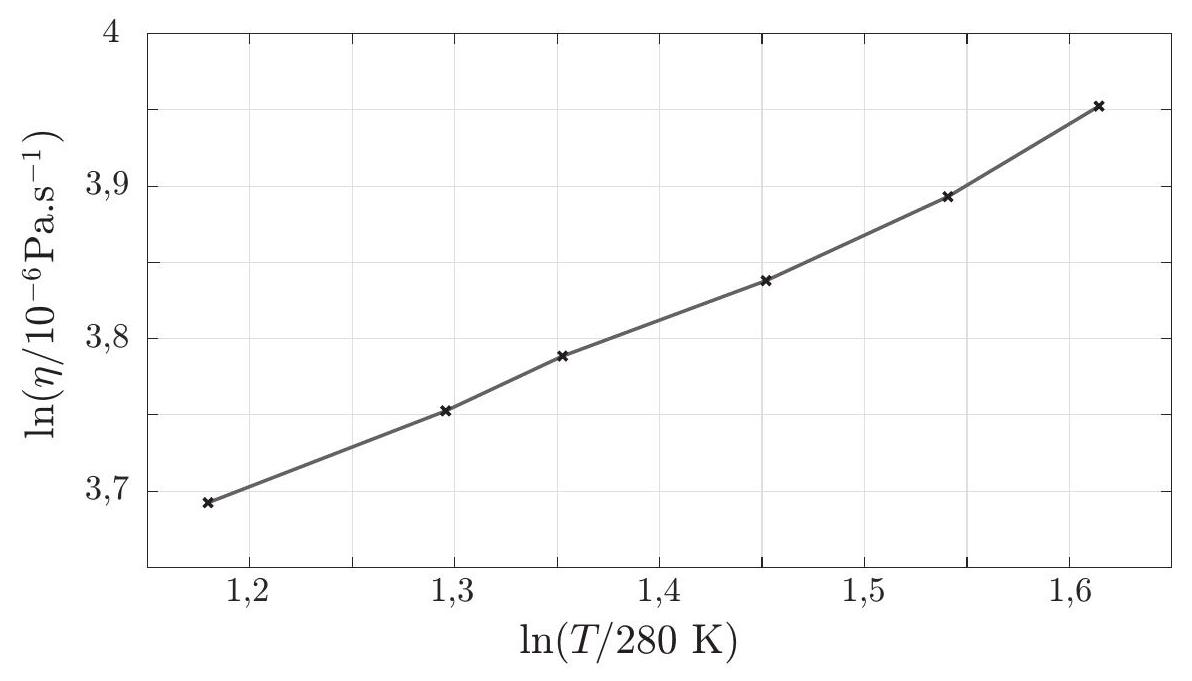 4
3,9
3,8
3,7
ln(η/10⁻⁶Pa.s⁻¹)
1,2 1,3 1,4 1,5 1,6
ln(T/280 K)